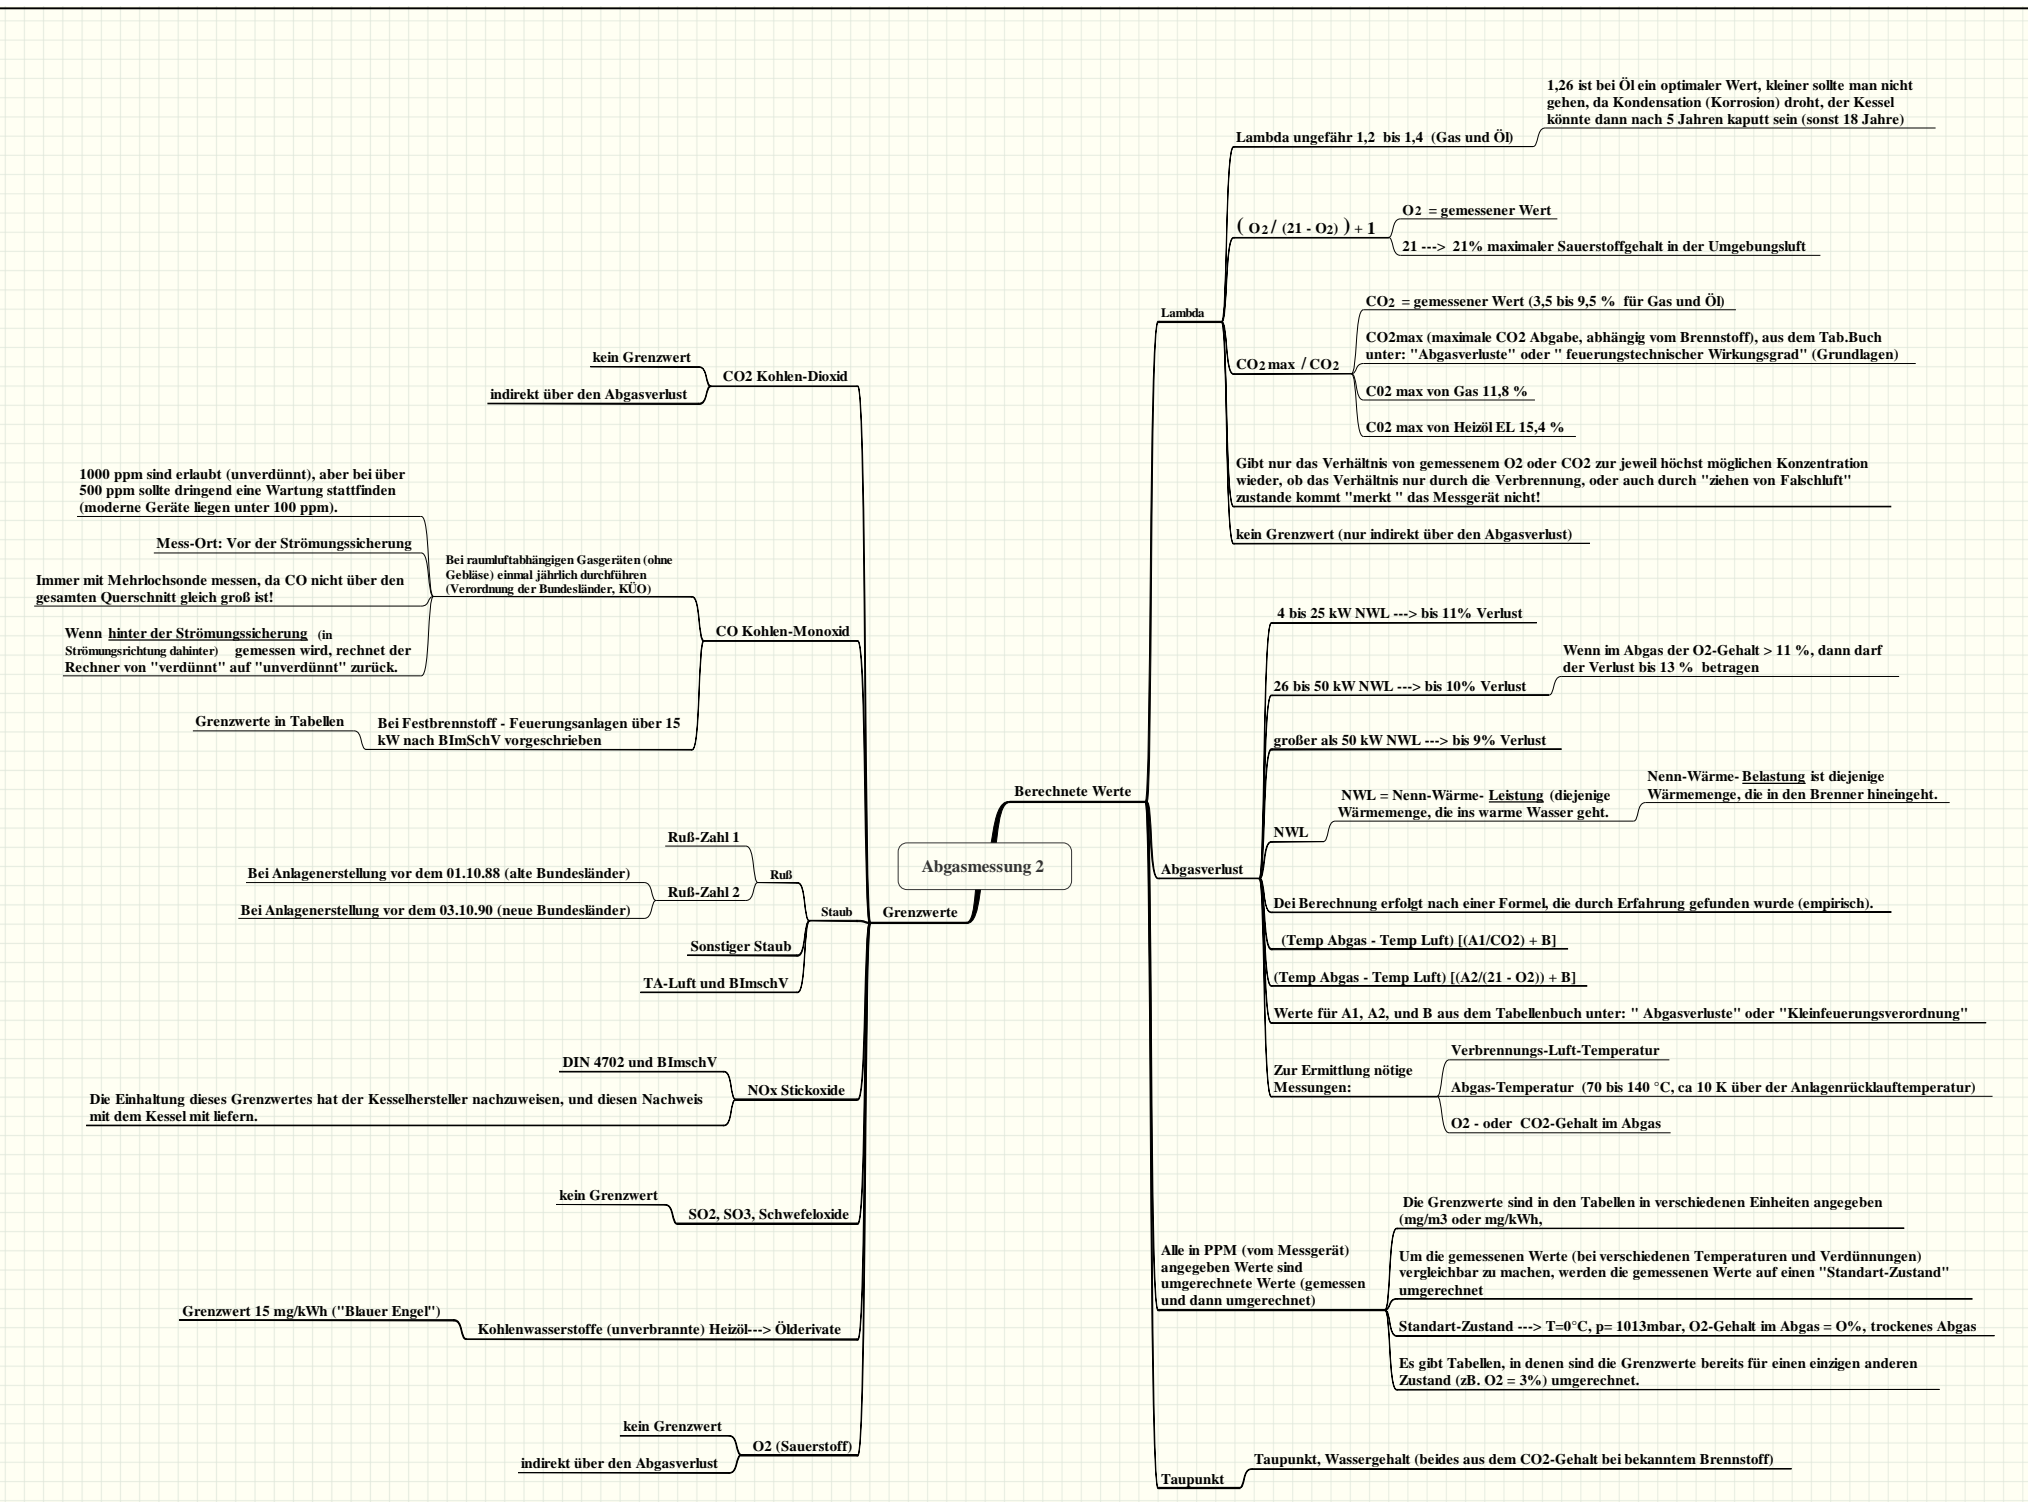 Abgasmessung 2
Berechnete Werte
Lambda
Lambda ungefähr 1,2 bis 1,4 (Gas und Öl)
1,26 ist bei Öl ein optimaler Wert, kleiner sollte man nicht
gehen, da Kondensation (Korrosion) droht, der Kessel
könnte dann nach 5 Jahren kaputt sein (sonst 18 Jahre)
( O2 / (21 - O2) ) + 1
O2 = gemessener Wert
21 ---> 21% maximaler Sauerstoffgehalt in der Umgebungsluft
CO2 max / CO2
CO2 = gemessener Wert (3,5 bis 9,5 % für Gas und Öl)
CO2max (maximale CO2 Abgabe, abhängig vom Brennstoff), aus dem Tab.Buch
unter: "Abgasverluste" oder " feuerungstechnischer Wirkungsgrad" (Grundlagen)
C02 max von Gas 11,8 %
C02 max von Heizöl EL 15,4 %
Gibt nur das Verhältnis von gemessenem O2 oder CO2 zur jeweil höchst möglichen Konzentration
wieder, ob das Verhältnis nur durch die Verbrennung, oder auch durch "ziehen von Falschluft"
zustande kommt "merkt " das Messgerät nicht!
kein Grenzwert (nur indirekt über den Abgasverlust)
Abgasverlust
4 bis 25 kW NWL ---> bis 11% Verlust
26 bis 50 kW NWL ---> bis 10% Verlust
Wenn im Abgas der O2-Gehalt > 11 %, dann darf
der Verlust bis 13 % betragen
großer als 50 kW NWL ---> bis 9% Verlust
NWL
NWL = Nenn-Wärme- Leistung (diejenige
Wärmemenge, die ins warme Wasser geht.
Nenn-Wärme- Belastung ist diejenige
Wärmemenge, die in den Brenner hineingeht.
Dei Berechnung erfolgt nach einer Formel, die durch Erfahrung gefunden wurde (empirisch).
(Temp Abgas - Temp Luft) [(A1/CO2) + B]
(Temp Abgas - Temp Luft) [(A2/(21 - O2)) + B]
Werte für A1, A2, und B aus dem Tabellenbuch unter: " Abgasverluste" oder "Kleinfeuerungsverordnung"
Zur Ermittlung nötige
Messungen:
Verbrennungs-Luft-Temperatur
Abgas-Temperatur (70 bis 140 °C, ca 10 K über der Anlagenrücklauftemperatur)
O2 - oder CO2-Gehalt im Abgas
Alle in PPM (vom Messgerät)
angegeben Werte sind
umgerechnete Werte (gemessen
und dann umgerechnet)
Die Grenzwerte sind in den Tabellen in verschiedenen Einheiten angegeben
(mg/m3 oder mg/kWh,
Um die gemessenen Werte (bei verschiedenen Temperaturen und Verdünnungen)
vergleichbar zu machen, werden die gemessenen Werte auf einen "Standart-Zustand"
umgerechnet
Standart-Zustand ---> T=0°C, p= 1013mbar, O2-Gehalt im Abgas = O%, trockenes Abgas
Es gibt Tabellen, in denen sind die Grenzwerte bereits für einen einzigen anderen
Zustand (zB. O2 = 3%) umgerechnet.
Taupunkt
Taupunkt, Wassergehalt (beides aus dem CO2-Gehalt bei bekanntem Brennstoff)
Grenzwerte
CO2 Kohlen-Dioxid
kein Grenzwert
indirekt über den Abgasverlust
CO Kohlen-Monoxid
Bei raumluftabhängigen Gasgeräten (ohne
Gebläse) einmal jährlich durchführen
(Verordnung der Bundesländer, KÜO)
1000 ppm sind erlaubt (unverdünnt), aber bei über
500 ppm sollte dringend eine Wartung stattfinden
(moderne Geräte liegen unter 100 ppm).
Mess-Ort: Vor der Strömungssicherung
Immer mit Mehrlochsonde messen, da CO nicht über den
gesamten Querschnitt gleich groß ist!
Wenn hinter der Strömungssicherung (in
Strömungsrichtung dahinter) gemessen wird, rechnet der
Rechner von "verdünnt" auf "unverdünnt" zurück.
Bei Festbrennstoff - Feuerungsanlagen über 15
kW nach BImSchV vorgeschrieben
Grenzwerte in Tabellen
Staub
Ruß
Ruß-Zahl 1
Ruß-Zahl 2
Bei Anlagenerstellung vor dem 01.10.88 (alte Bundesländer)
Bei Anlagenerstellung vor dem 03.10.90 (neue Bundesländer)
Sonstiger Staub
TA-Luft und BImschV
NOx Stickoxide
DIN 4702 und BImschV
Die Einhaltung dieses Grenzwertes hat der Kesselhersteller nachzuweisen, und diesen Nachweis
mit dem Kessel mit liefern.
SO2, SO3, Schwefeloxide
kein Grenzwert
Kohlenwasserstoffe (unverbrannte) Heizöl---> Ölderivate
Grenzwert 15 mg/kWh ("Blauer Engel")
O2 (Sauerstoff)
kein Grenzwert
indirekt über den Abgasverlust